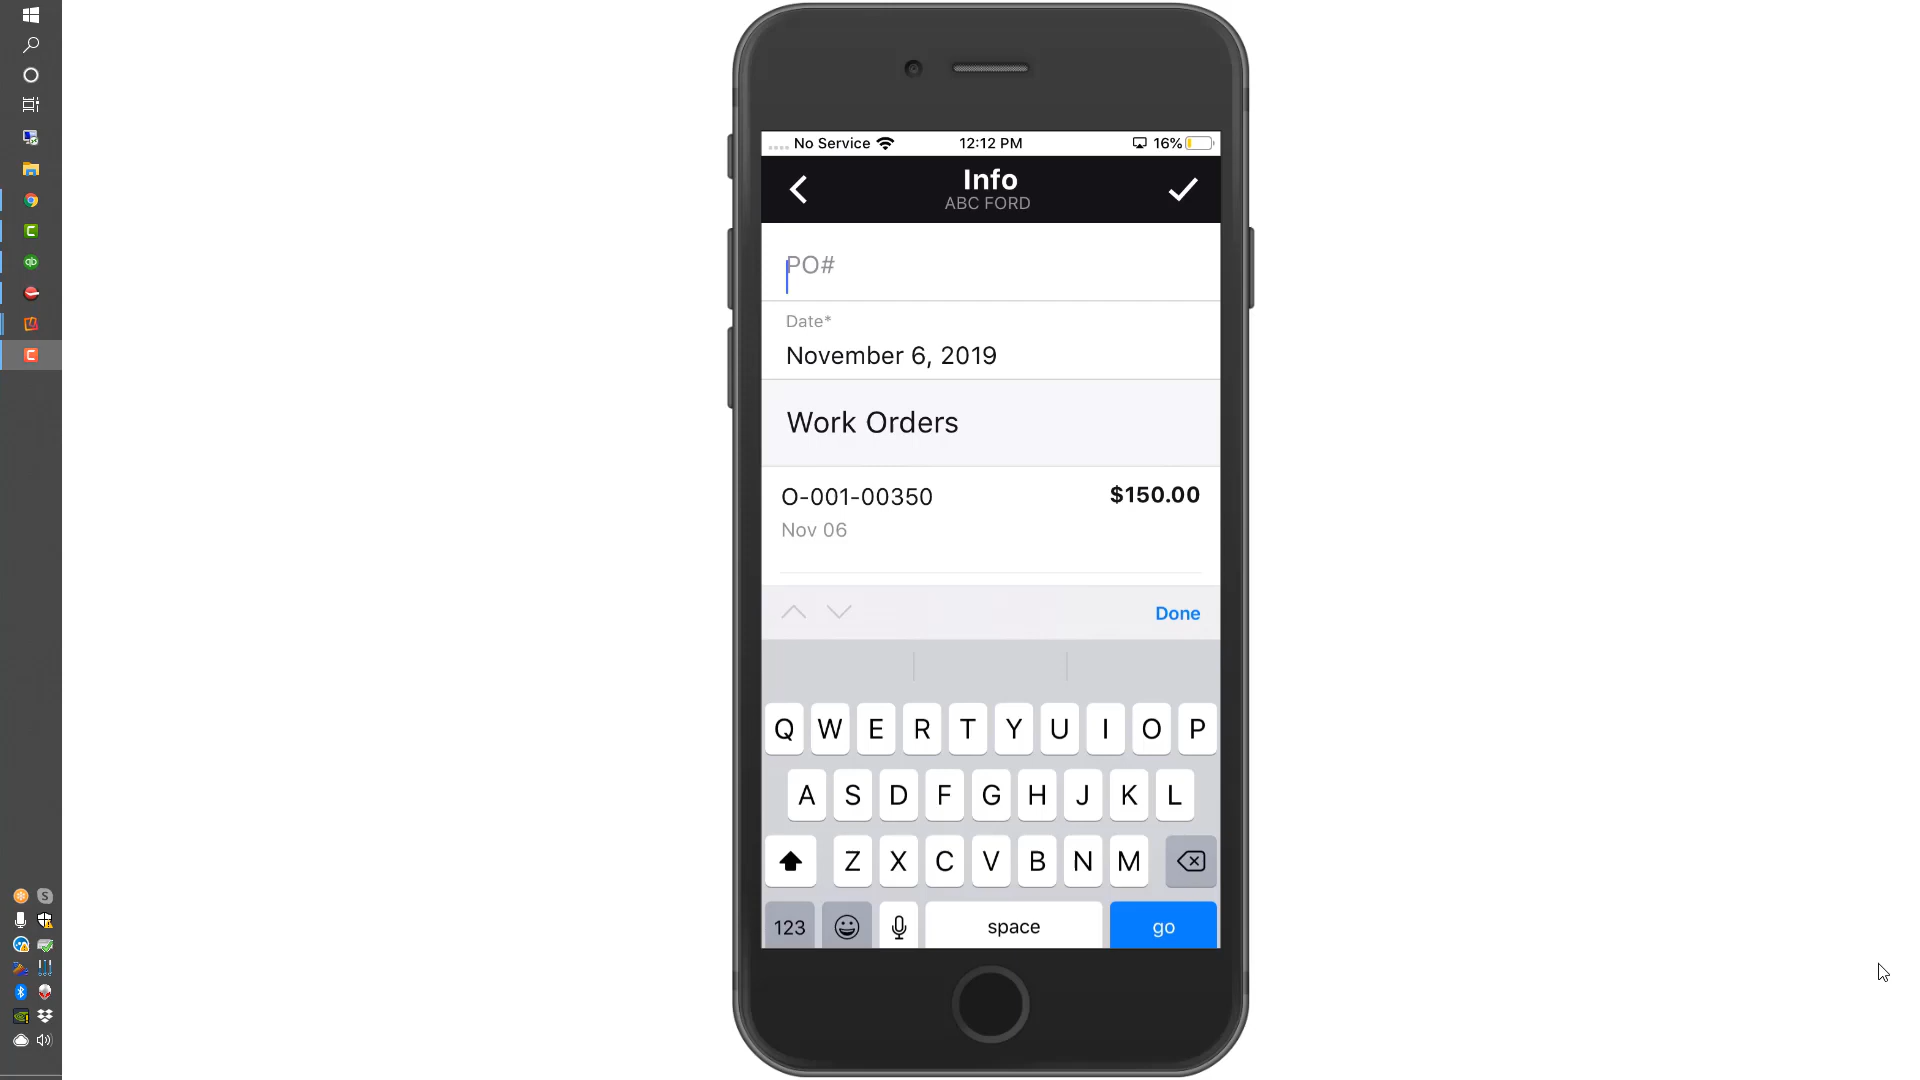 No Service 12:12 PM 16%
Info
ABC FORD
PO#
Date*
November 6, 2019
Work Orders
O-001-00350 $150.00
Nov 06
Done
Q W E R T Y U I O P
A S D F G H J K L
Z X C V B N M
123 space go